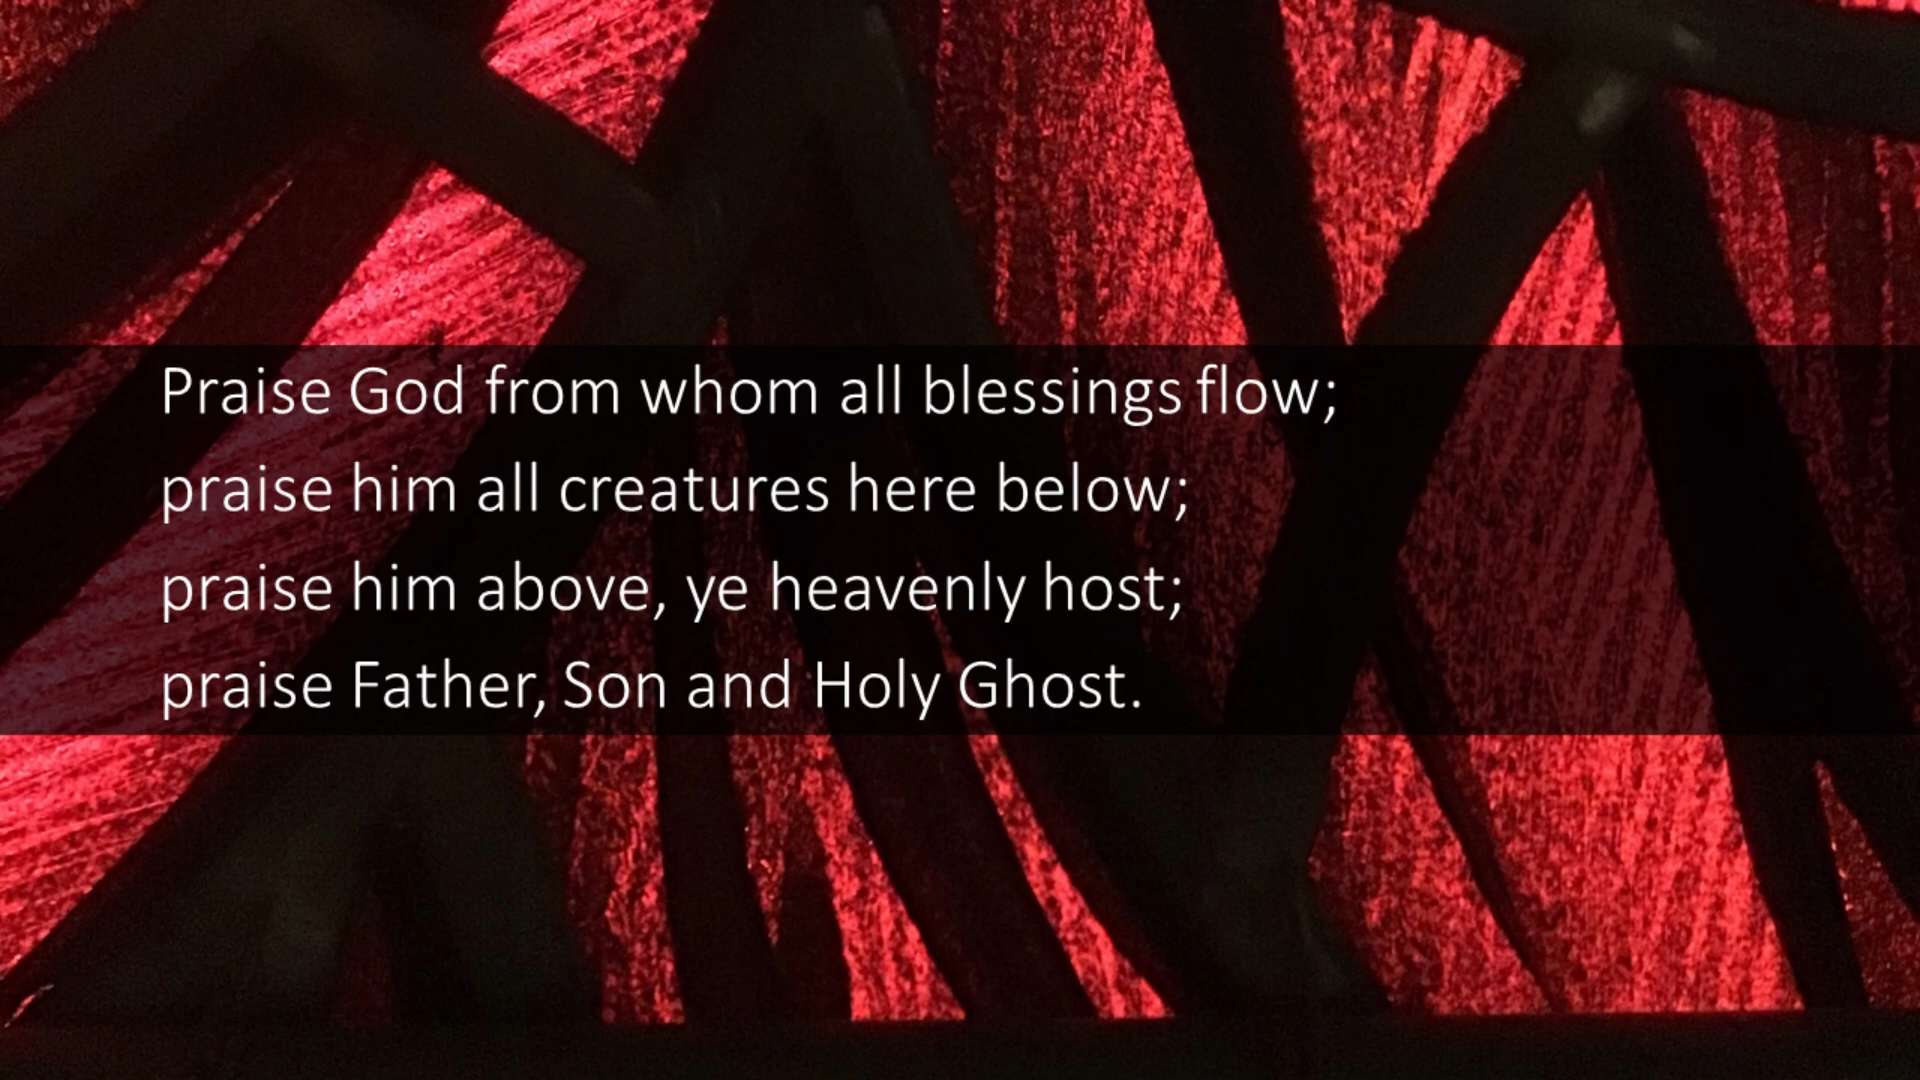 Praise God from whom all blessings flow;
praise him all creatures here below;
praise him above, ye heavenly host;
praise Father, Son and Holy Ghost.